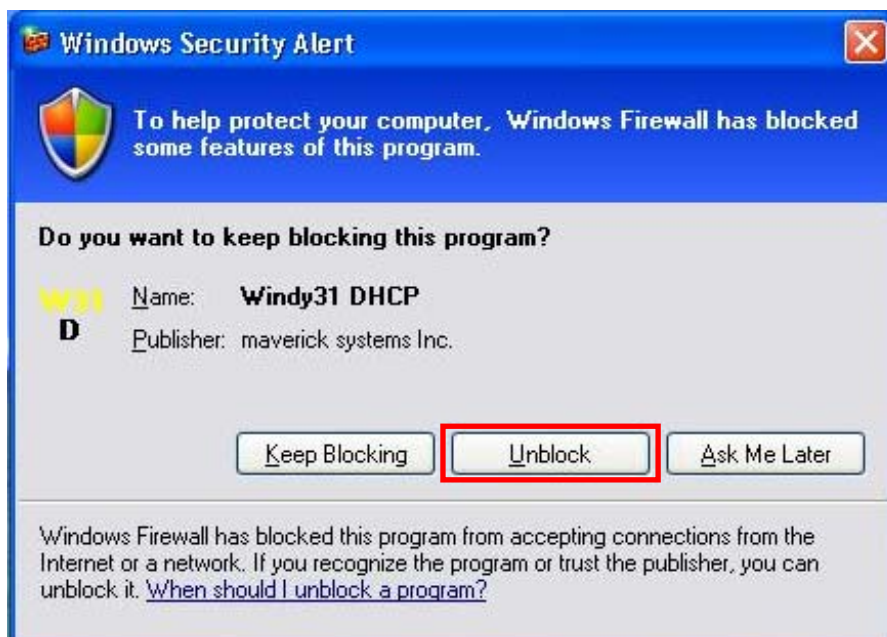 Windows Security Alert
To help protect your computer, Windows Firewall has blocked
some features of this program.
Do you want to keep blocking this program?
W31
D
Name: Windy31 DHCP
Publisher: maverick systems Inc.
Keep Blocking Unblock Ask Me Later
Windows Firewall has blocked this program from accepting connections from the
Internet or a network. If you recognize the program or trust the publisher, you can
unblock it. When should I unblock a program?